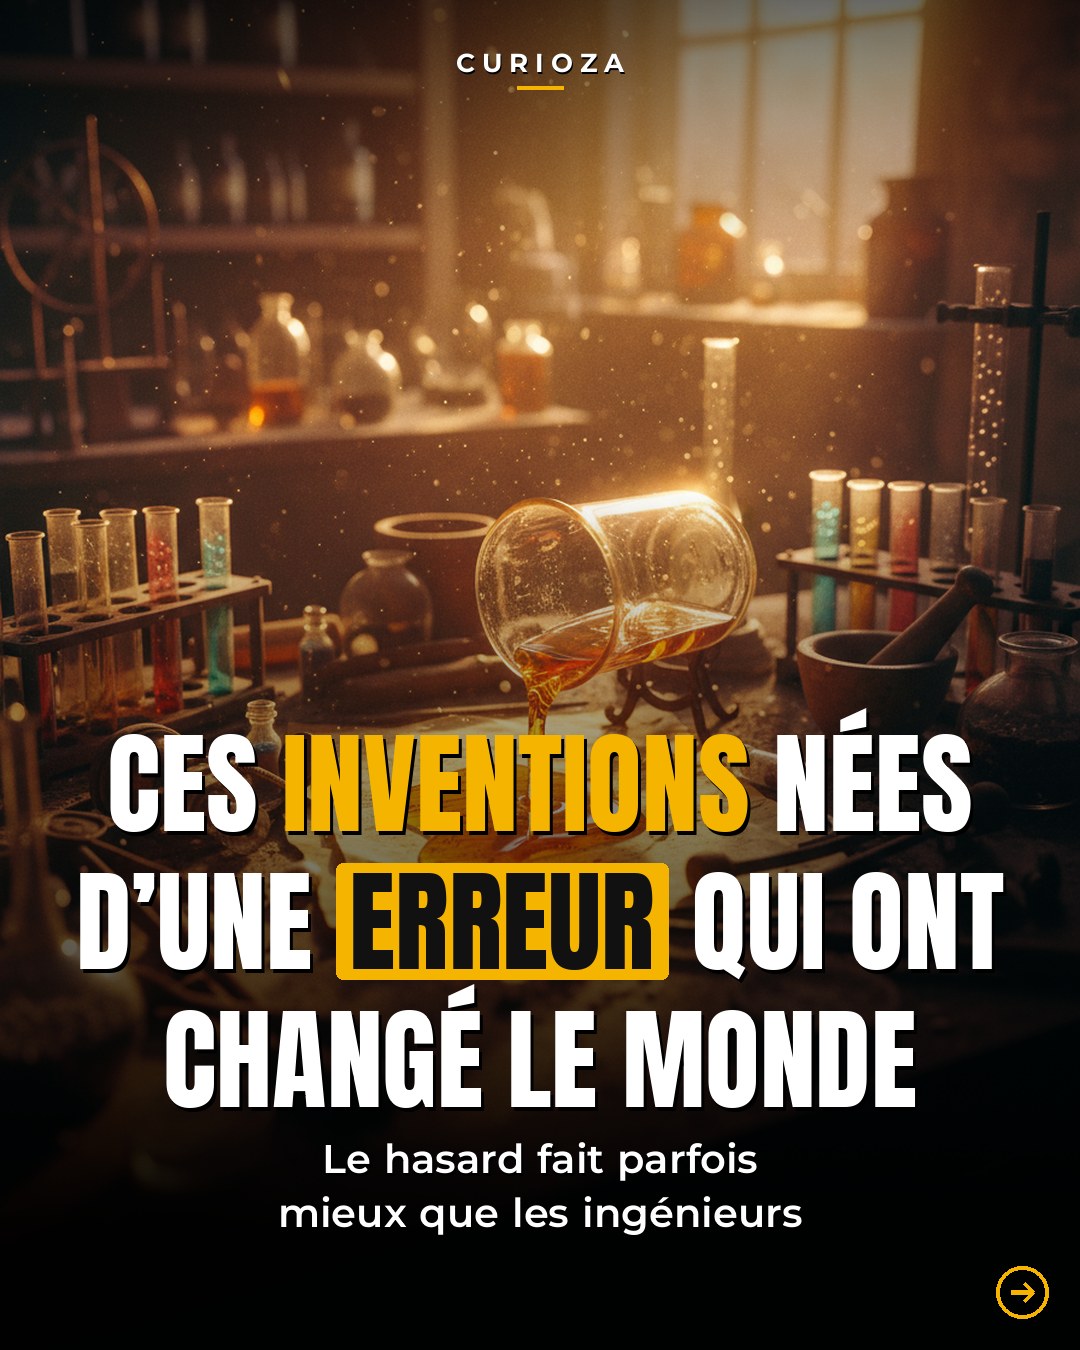 CURIOZA
CES INVENTIONS NÉES
D’UNE ERREUR QUI ONT
CHANGÉ LE MONDE
Le hasard fait parfois
mieux que les ingénieurs